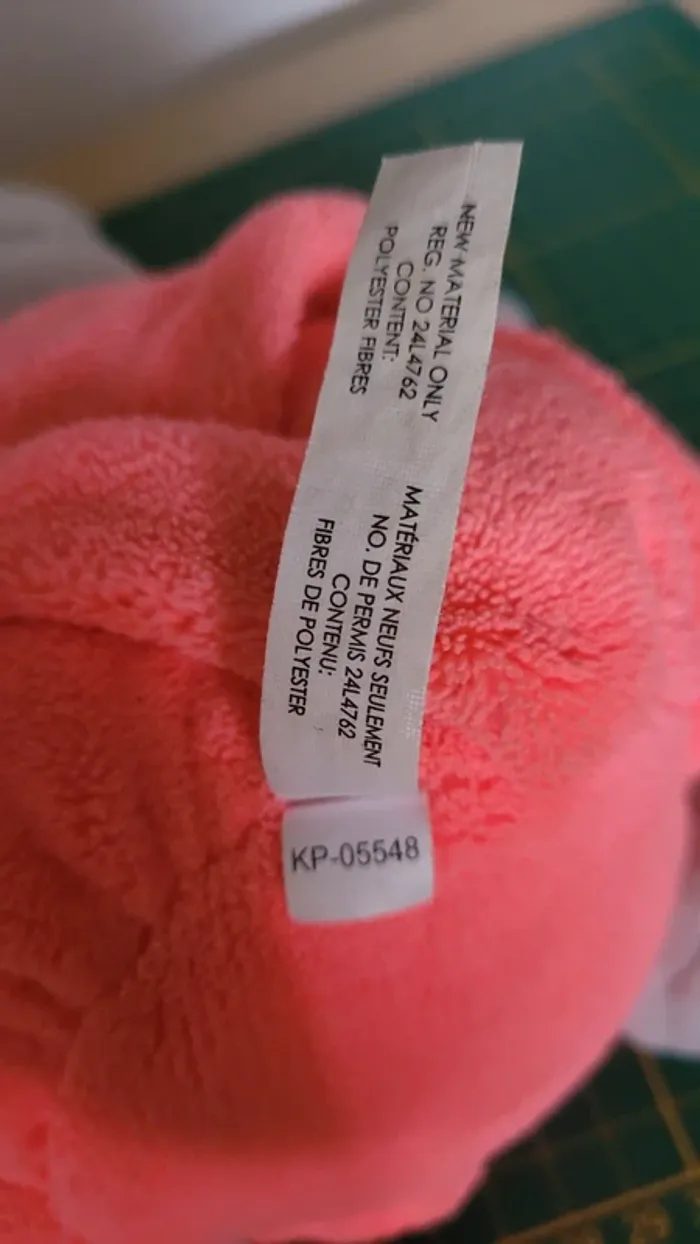 NEW MATERIAL ONLY
REG. NO 24L4762
CONTENT:
POLYESTER FIBRES
MATÉRIAUX NEUFS SEULEMENT
NO. DE PERMIS 24L4762
CONTENU:
FIBRES DE POLYESTER
KP-05548